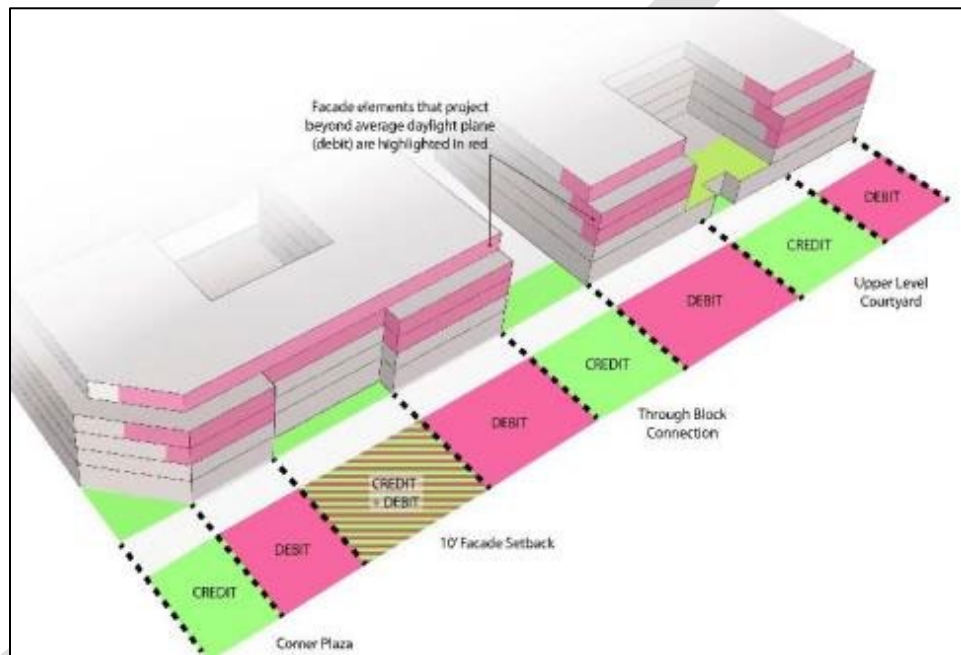 Facade elements that project
beyond average daylight plane
(debit) are highlighted in red
DEBIT
CREDIT
Upper Level
Courtyard
DEBIT
CREDIT
Through Block
Connection
DEBIT
CREDIT
+ DEBIT
10' Facade Setback
DEBIT
CREDIT
Corner Plaza